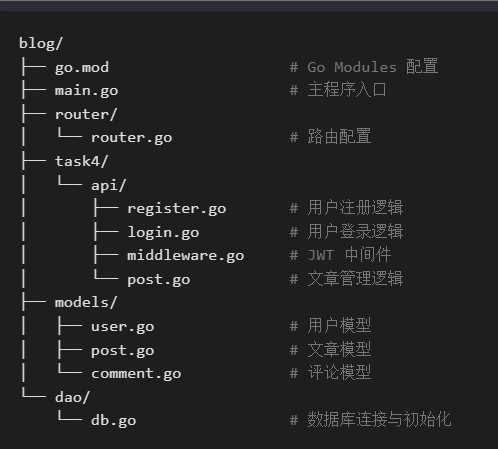 blog/
├── go.mod                    # Go Modules 配置
├── main.go                   # 主程序入口
├── router/
│   └── router.go             # 路由配置
├── task4/
│   └── api/
│       ├── register.go       # 用户注册逻辑
│       ├── login.go          # 用户登录逻辑
│       ├── middleware.go     # JWT 中间件
│       └── post.go           # 文章管理逻辑
├── models/
│   ├── user.go               # 用户模型
│   ├── post.go               # 文章模型
│   └── comment.go            # 评论模型
└── dao/
    └── db.go                 # 数据库连接与初始化